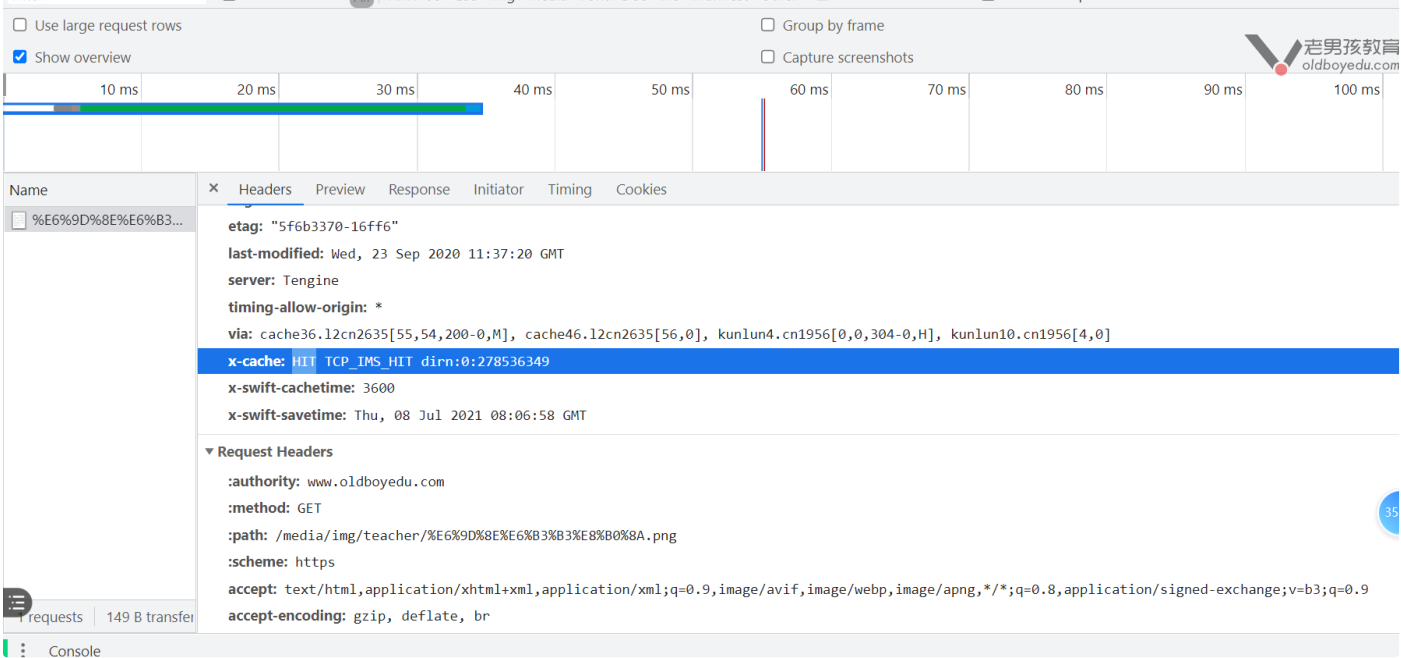 Use large request rows
Group by frame
Show overview
Capture screenshots
老男孩教育
oldboyedu.com
10 ms
20 ms
30 ms
40 ms
50 ms
60 ms
70 ms
80 ms
90 ms
100 ms
Name
× Headers Preview Response Initiator Timing Cookies
%E6%9D%8E%E6%B3...
etag: "5f6b3370-16ff6"
last-modified: Wed, 23 Sep 2020 11:37:20 GMT
server: Tengine
timing-allow-origin: *
via: cache36.l2cn2635[55,54,200-0,M], cache46.l2cn2635[56,0], kunlun4.cn1956[0,0,304-0,H], kunlun10.cn1956[4,0]
x-cache: HIT TCP_IMS_HIT dirn:0:278536349
x-swift-cachetime: 3600
x-swift-savetime: Thu, 08 Jul 2021 08:06:58 GMT
Request Headers
:authority: www.oldboyedu.com
:method: GET
:path: /media/img/teacher/%E6%9D%8E%E6%B3%B3%E8%B0%8A.png
:scheme: https
accept: text/html,application/xhtml+xml,application/xml;q=0.9,image/avif,image/webp,image/apng,*/*;q=0.8,application/signed-exchange;v=b3;q=0.9
accept-encoding: gzip, deflate, br
35
requests
149 B transfer
Console